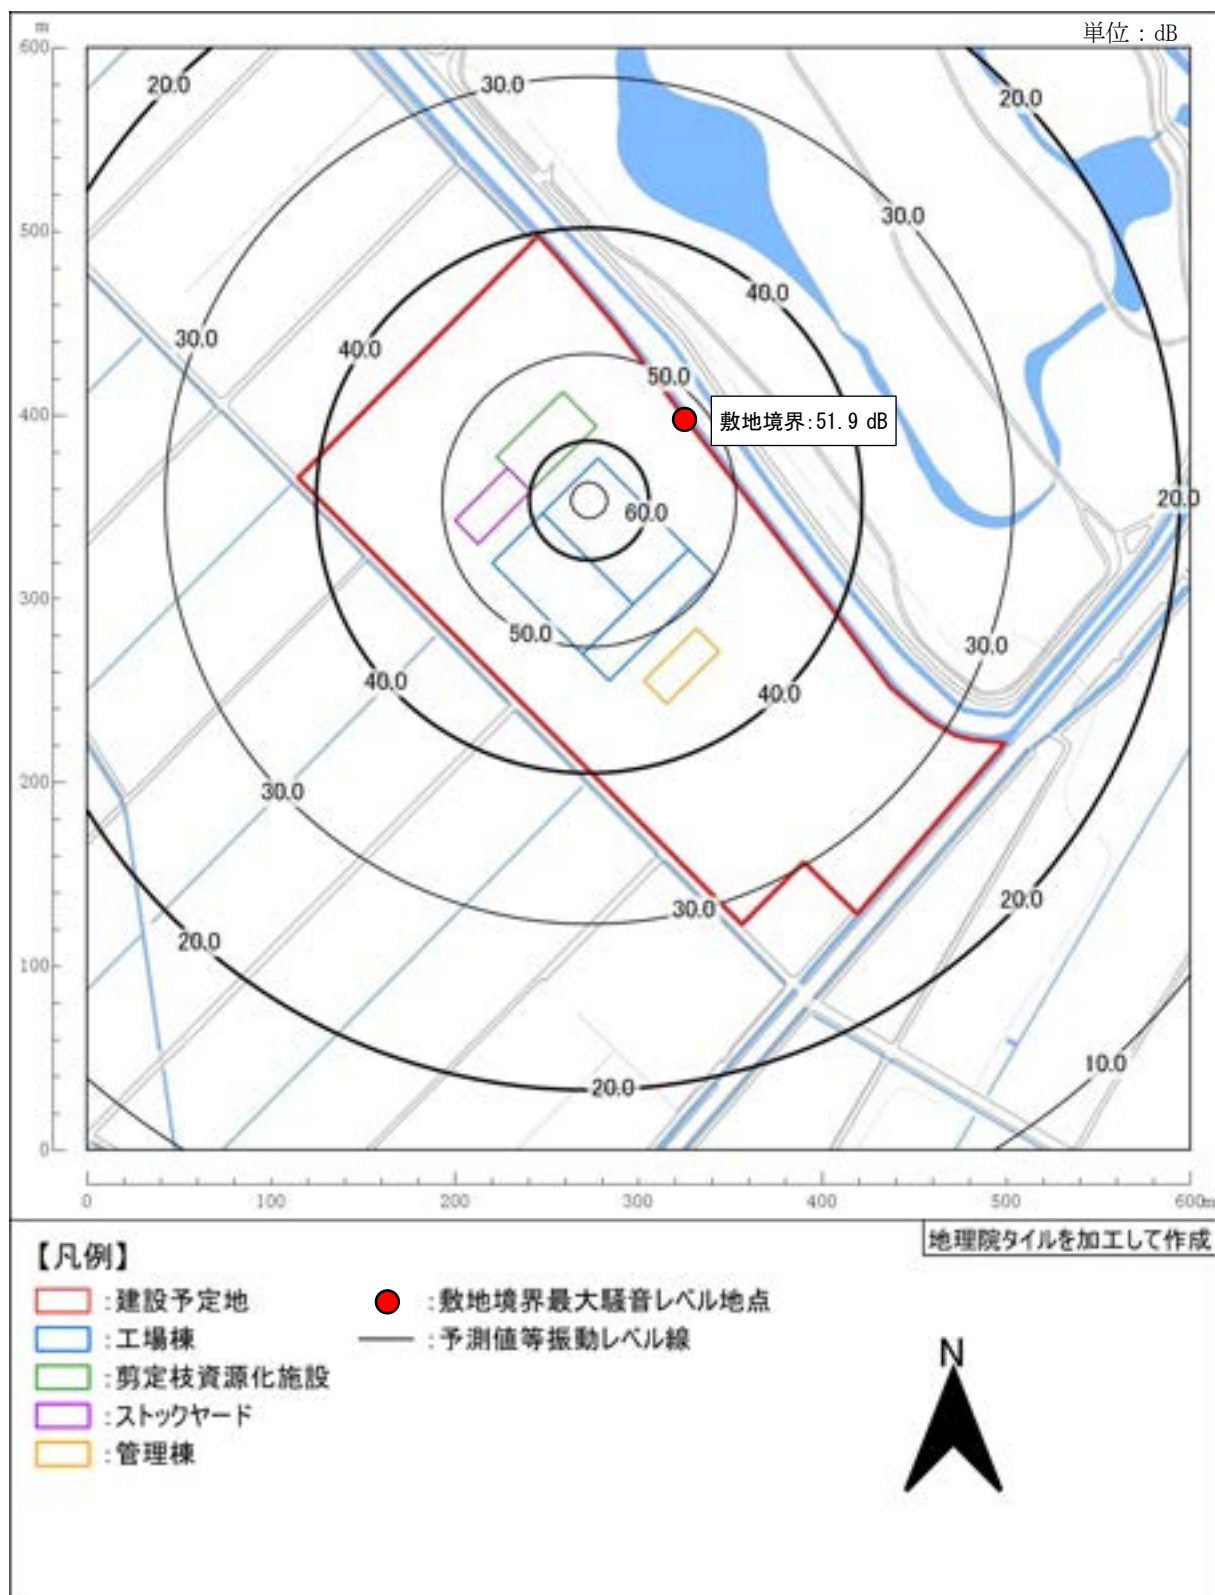 m
単位：dB
600
20.0
30.0
20.0
30.0
500
40.0
30.0
40.0
50.0
400
敷地境界:51.9 dB
60.0
20.0
300
50.0
30.0
40.0
40.0
200
30.0
30.0
20.0
20.0
100
10.0
20.0
0
0
100
200
300
400
500
600m
地理院タイルを加工して作成
【凡例】
：建設予定地
：敷地境界最大騒音レベル地点
：工場棟
：予測値等振動レベル線
：剪定枝資源化施設
：ストックヤード
：管理棟
N